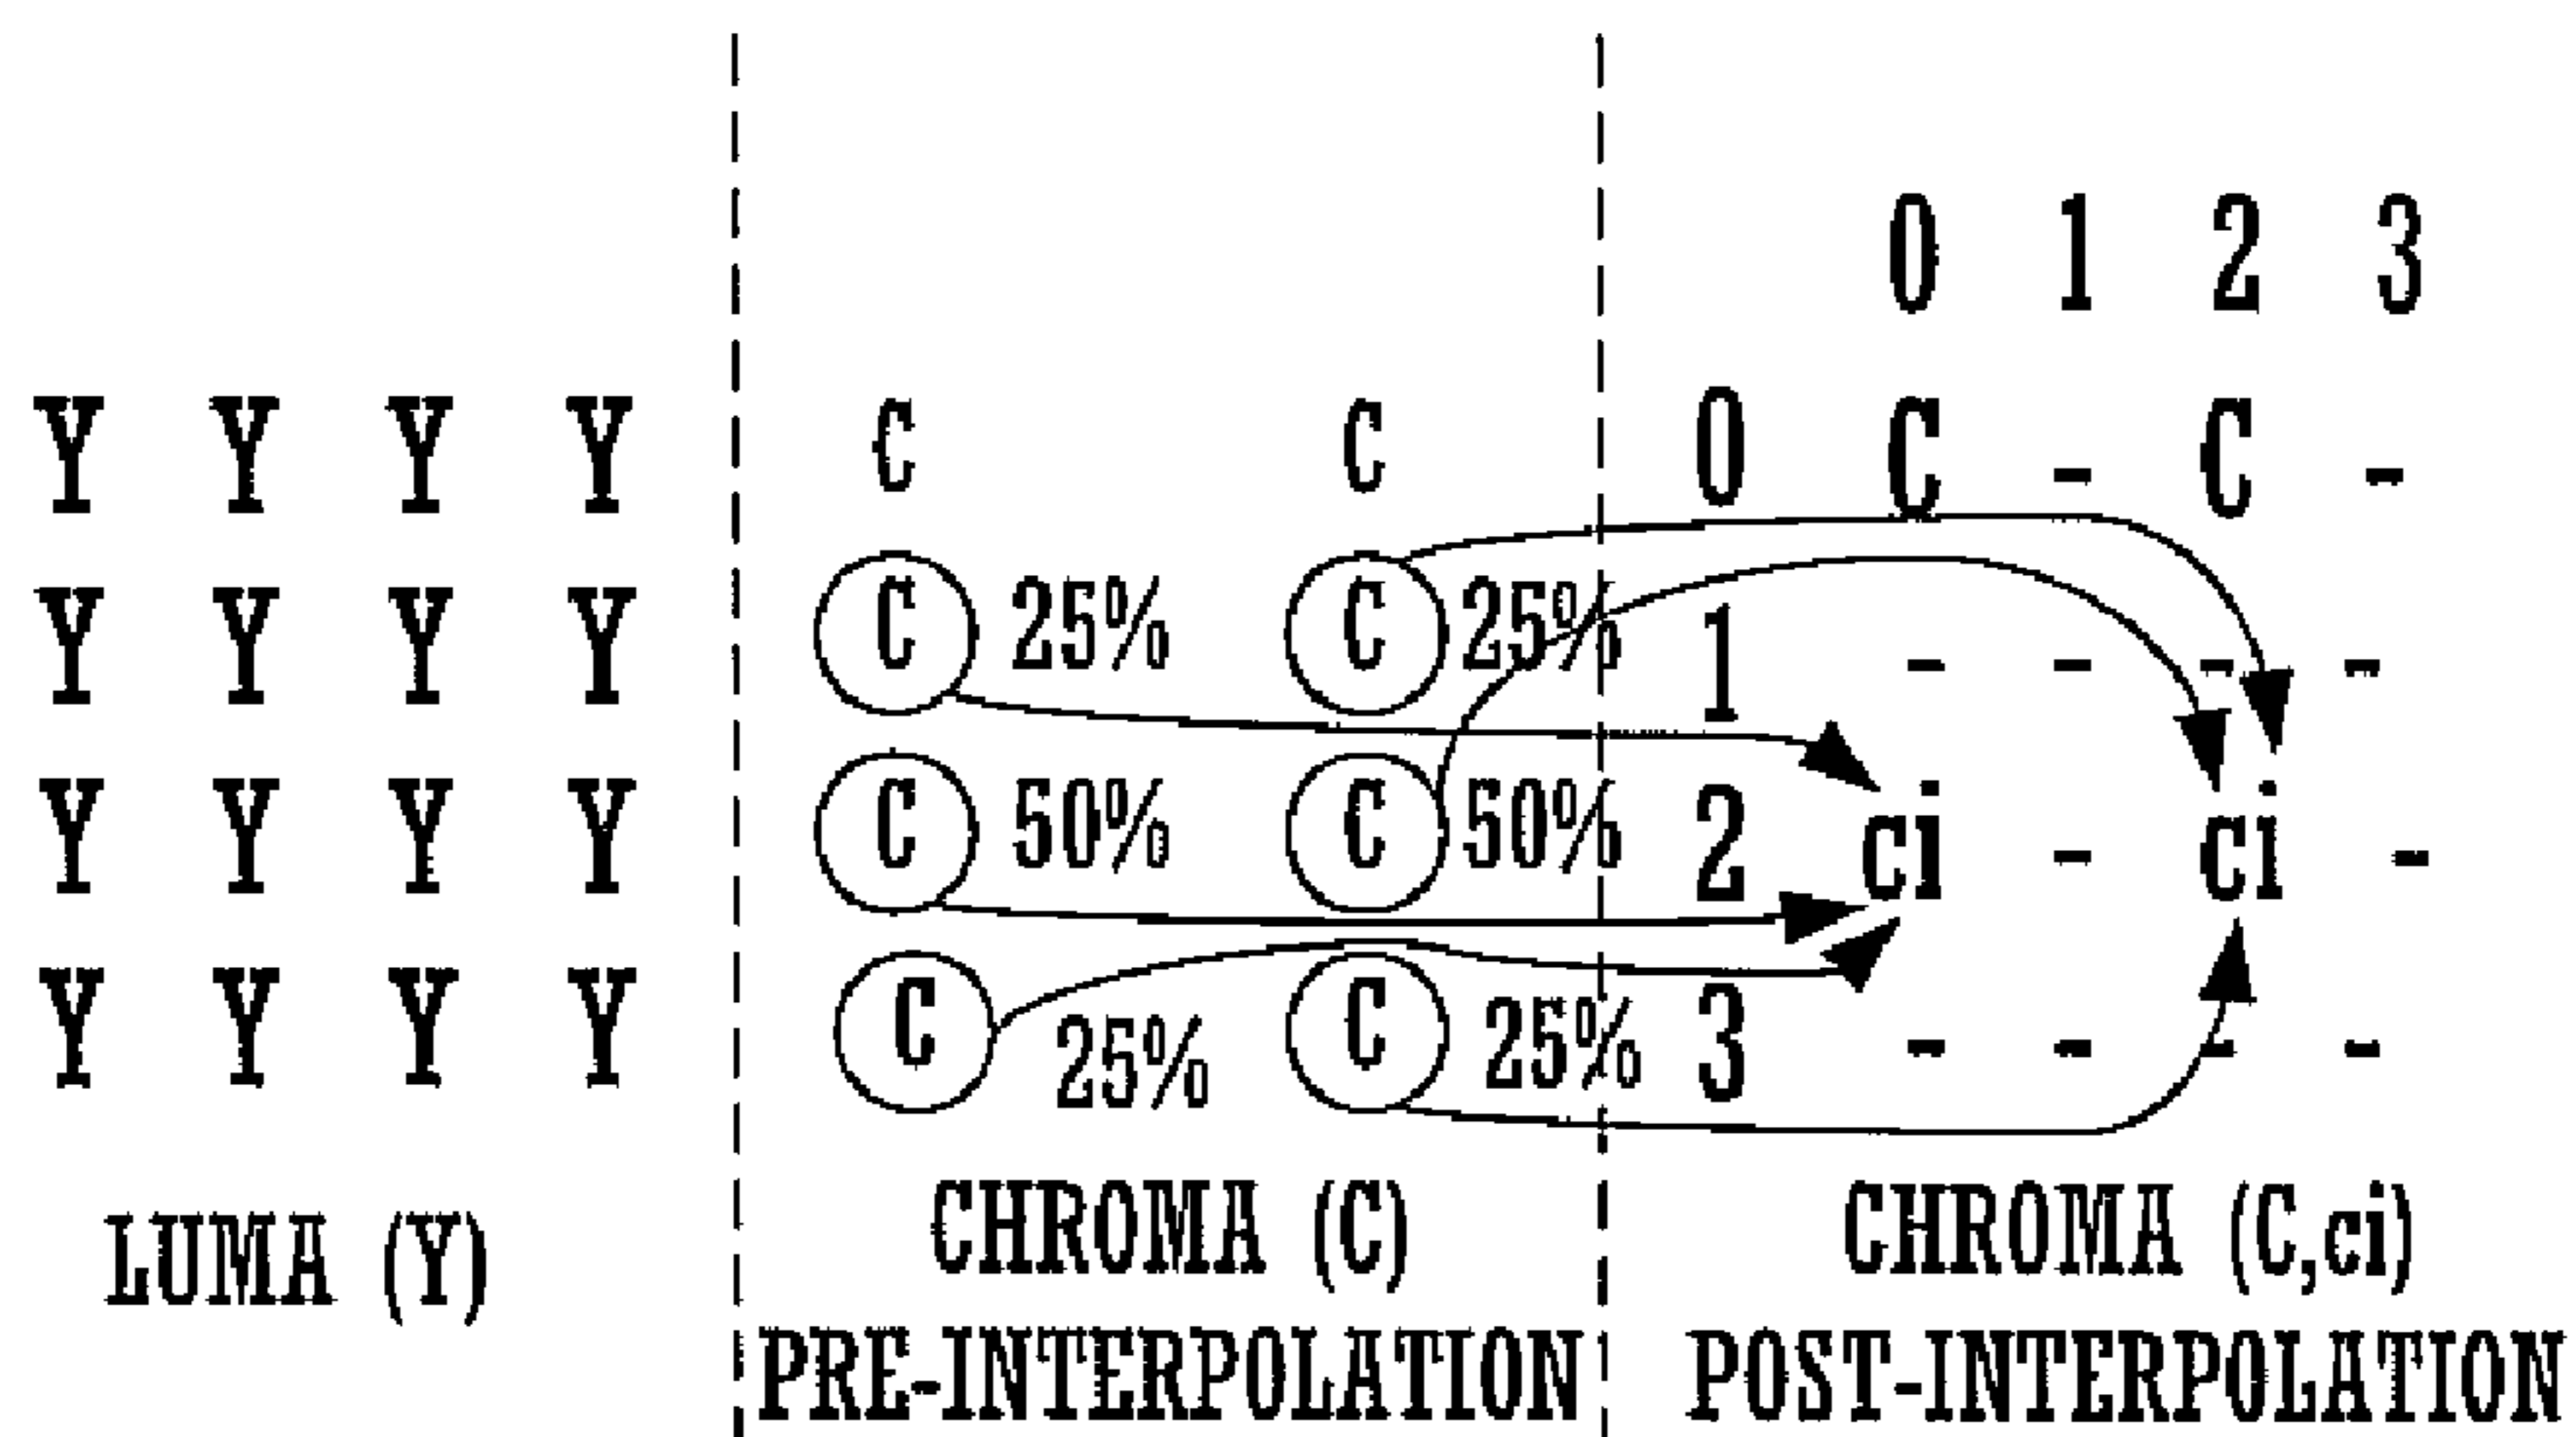 0 1 2 3
Y Y Y Y C C 0 C - C -
Y Y Y Y C 25% C 25% 1 - - - -
Y Y Y Y C 50% C 50% 2 ci - ci -
Y Y Y Y C 25% C 25% 3 - - - -
LUMA (Y)
CHROMA (C)
PRE-INTERPOLATION
CHROMA (C,ci)
POST-INTERPOLATION